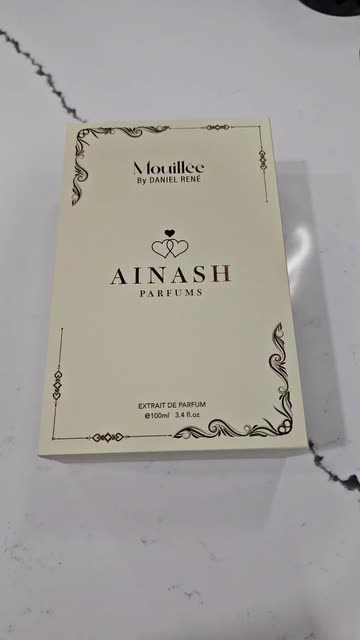 Mouillée
By DANIEL RENÉ
AINASH
PARFUMS
EXTRAIT DE PARFUM
℮100ml 3.4 fl.oz